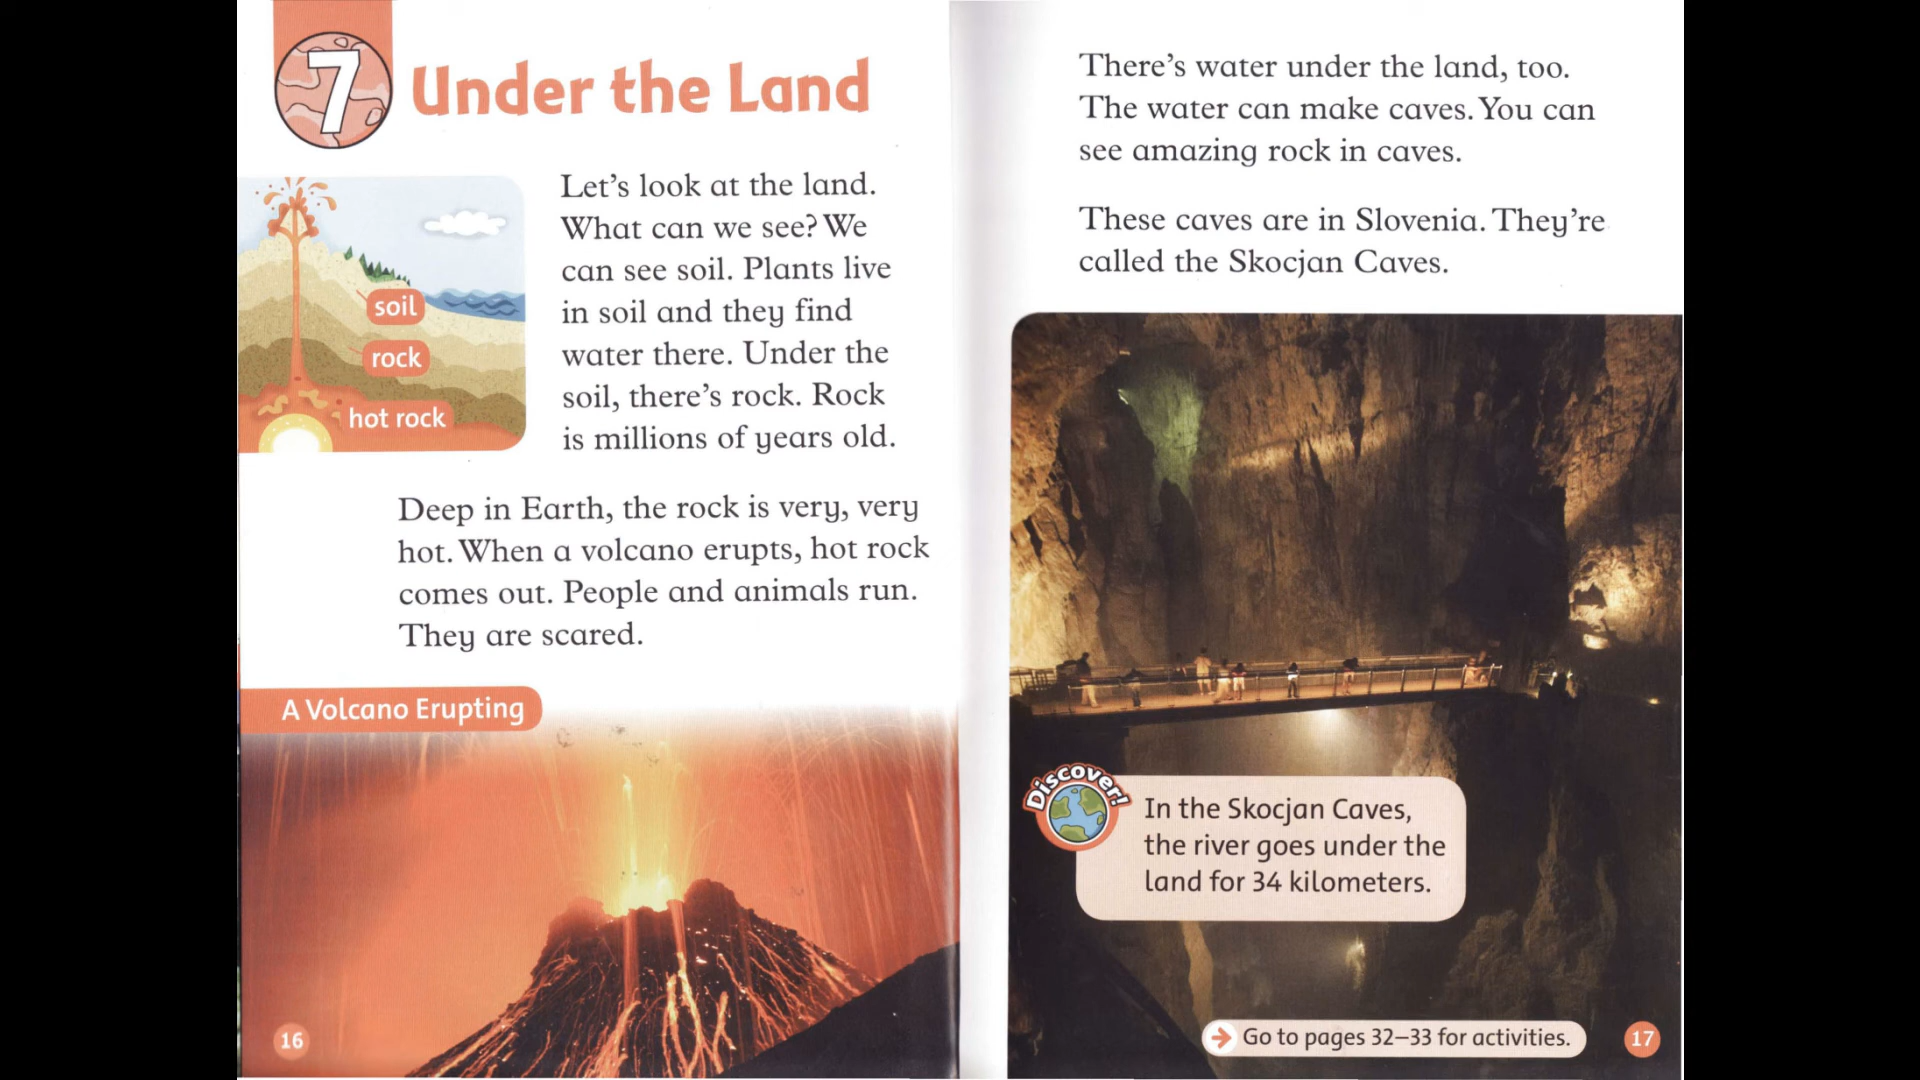 7
Under the Land
soil
rock
hot rock
Let's look at the land.
What can we see? We
can see soil. Plants live
in soil and they find
water there. Under the
soil, there's rock. Rock
is millions of years old.
Deep in Earth, the rock is very, very
hot. When a volcano erupts, hot rock
comes out. People and animals run.
They are scared.
A Volcano Erupting
16
There's water under the land, too.
The water can make caves. You can
see amazing rock in caves.
These caves are in Slovenia. They're
called the Skocjan Caves.
Discover!
In the Skocjan Caves,
the river goes under the
land for 34 kilometers.
Go to pages 32–33 for activities.
17